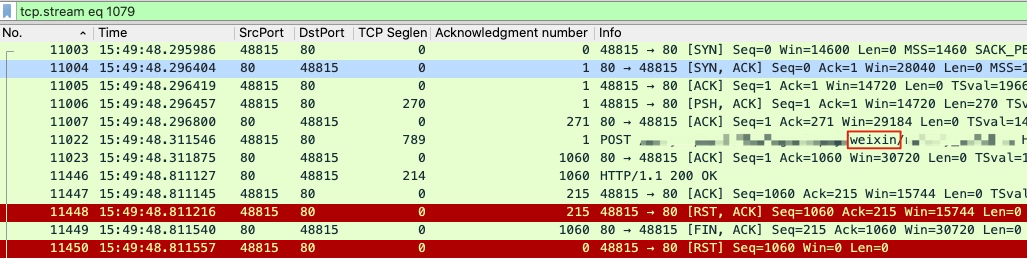 tcp.stream eq 1079
No. Time SrcPort DstPort TCP Seglen Acknowledgment number Info
11003 15:49:48.295986 48815 80 0 0 48815 → 80 [SYN] Seq=0 Win=14600 Len=0 MSS=1460 SACK_PE
11004 15:49:48.296404 80 48815 0 1 80 → 48815 [SYN, ACK] Seq=0 Ack=1 Win=28040 Len=0 MSS=1
11005 15:49:48.296419 48815 80 0 1 48815 → 80 [ACK] Seq=1 Ack=1 Win=14720 Len=0 TSval=1966
11006 15:49:48.296457 48815 80 270 1 48815 → 80 [PSH, ACK] Seq=1 Ack=1 Win=14720 Len=270 TS
11007 15:49:48.296800 80 48815 0 271 80 → 48815 [ACK] Seq=1 Ack=271 Win=29184 Len=0 TSval=14
11022 15:49:48.311546 48815 80 789 1 POST weixin/ H
11023 15:49:48.311875 80 48815 0 1060 80 → 48815 [ACK] Seq=1 Ack=1060 Win=30720 Len=0 TSval=1
11446 15:49:48.811127 80 48815 214 1060 HTTP/1.1 200 OK
11447 15:49:48.811145 48815 80 0 215 48815 → 80 [ACK] Seq=1060 Ack=215 Win=15744 Len=0 TSval
11448 15:49:48.811216 48815 80 0 215 48815 → 80 [RST, ACK] Seq=1060 Ack=215 Win=15744 Len=0
11449 15:49:48.811540 80 48815 0 1060 80 → 48815 [FIN, ACK] Seq=215 Ack=1060 Win=30720 Len=0
11450 15:49:48.811557 48815 80 0 0 48815 → 80 [RST] Seq=1060 Win=0 Len=0